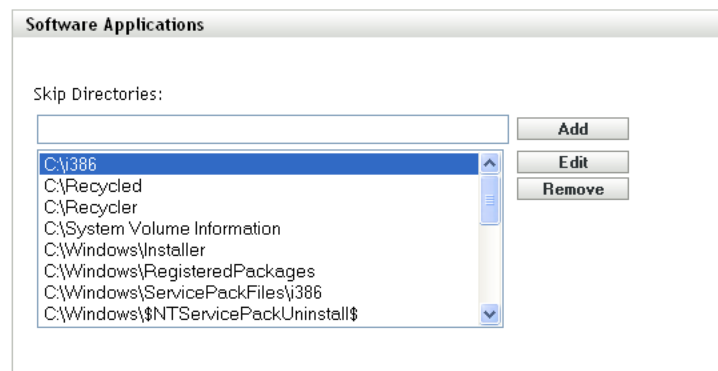 Software Applications
Skip Directories:
Add
C:\i386
Edit
C:\Recycled
Remove
C:\Recycler
C:\System Volume Information
C:\Windows\Installer
C:\Windows\RegisteredPackages
C:\Windows\ServicePackFiles\i386
C:\Windows\$NTServicePackUninstall$